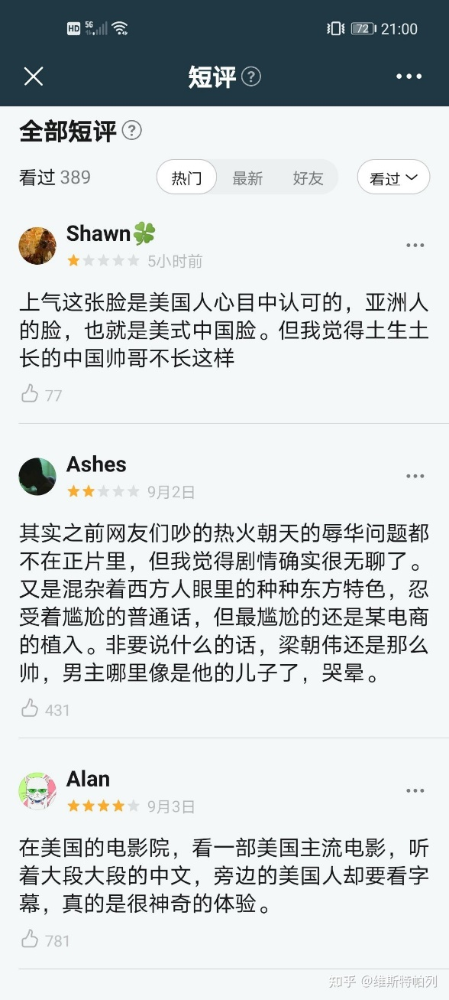 HD 5G 72 21:00
短评?
全部短评?
看过 389 热门 最新 好友 看过
Shawn🍀
5小时前
上气这张脸是美国人心目中认可的，亚洲人
的脸，也就是美式中国脸。但我觉得土生土
长的中国帅哥不长这样
77
Ashes
9月2日
其实之前网友们吵的热火朝天的辱华问题都
不在正片里，但我觉得剧情确实很无聊了。
又是混杂着西方人眼里的种种东方特色，忍
受着尴尬的普通话，但最尴尬的还是某电商
的植入。非要说什么的话，梁朝伟还是那么
帅，男主哪里像是他的儿子了，哭晕。
431
Alan
9月3日
在美国的电影院，看一部美国主流电影，听
着大段大段的中文，旁边的美国人却要看字
幕，真的是很神奇的体验。
781
知乎 @维斯特帕列